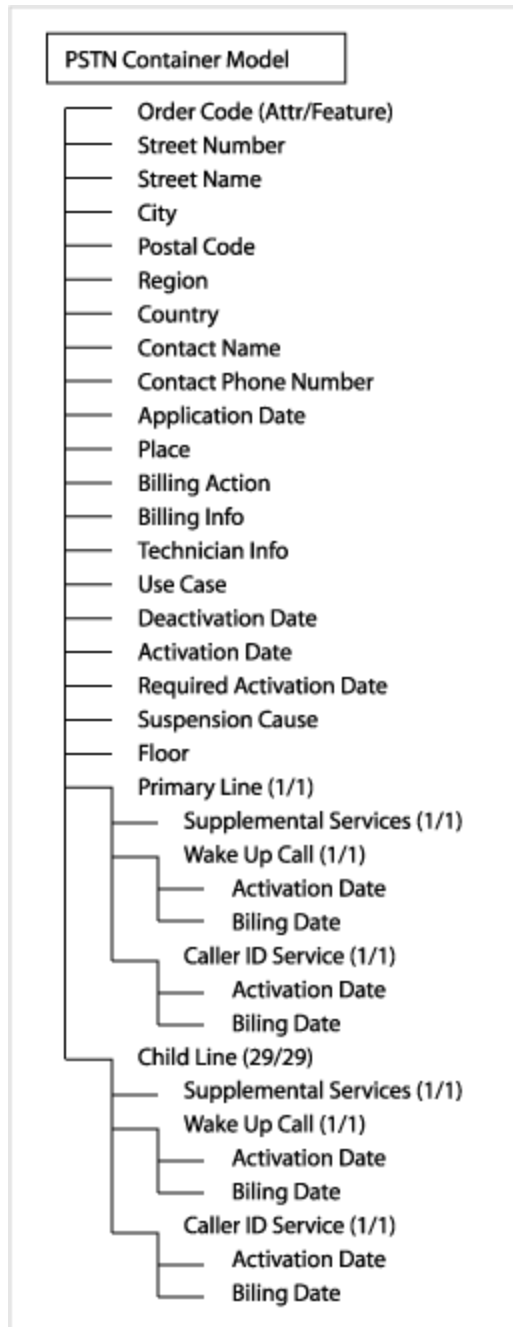 PSTN Container Model
Order Code (Attr/Feature)
Street Number
Street Name
City
Postal Code
Region
Country
Contact Name
Contact Phone Number
Application Date
Place
Billing Action
Billing Info
Technician Info
Use Case
Deactivation Date
Activation Date
Required Activation Date
Suspension Cause
Floor
Primary Line (1/1)
Supplemental Services (1/1)
Wake Up Call (1/1)
Activation Date
Biling Date
Caller ID Service (1/1)
Activation Date
Biling Date
Child Line (29/29)
Supplemental Services (1/1)
Wake Up Call (1/1)
Activation Date
Biling Date
Caller ID Service (1/1)
Activation Date
Biling Date